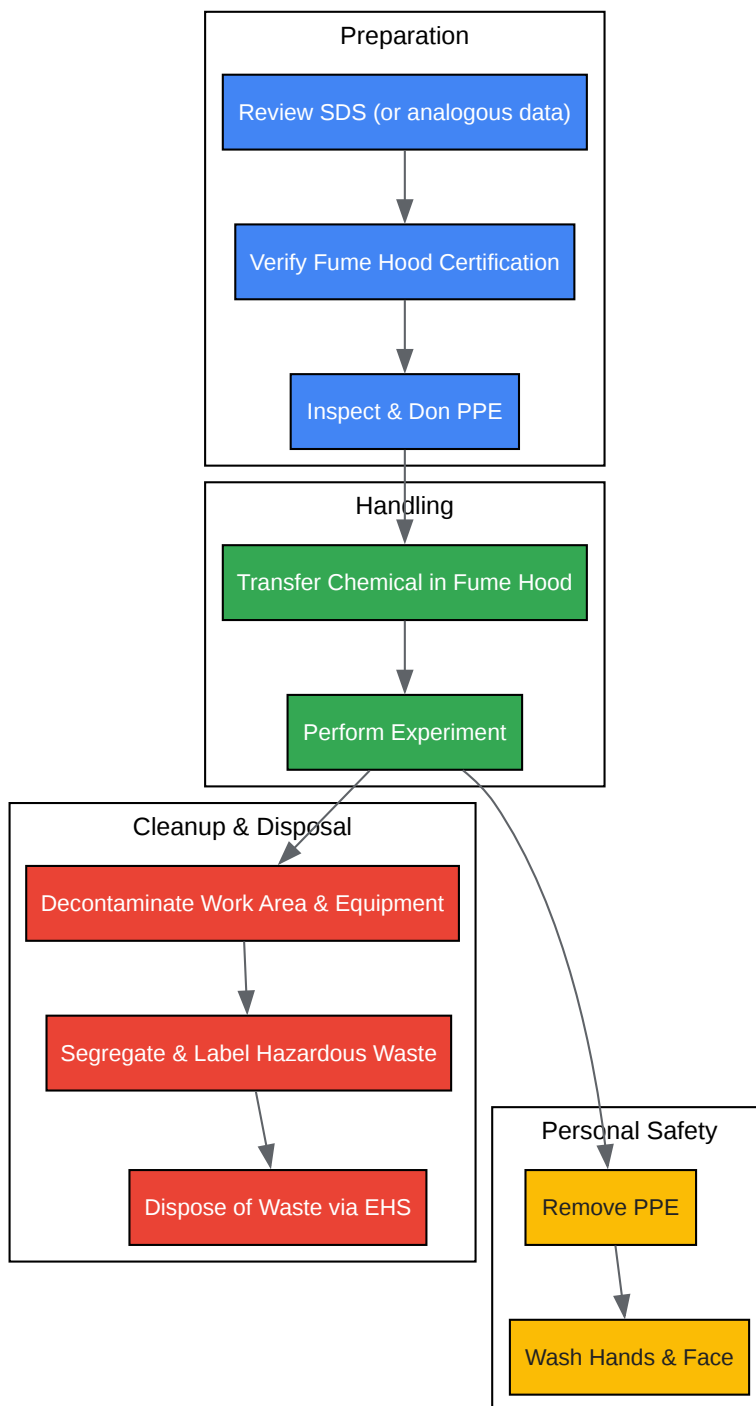 Preparation
Review SDS (or analogous data)
Verify Fume Hood Certification
Inspect & Don PPE
Handling
Transfer Chemical in Fume Hood
Perform Experiment
Cleanup & Disposal
Decontaminate Work Area & Equipment
Segregate & Label Hazardous Waste
Dispose of Waste via EHS
Personal Safety
Remove PPE
Wash Hands & Face